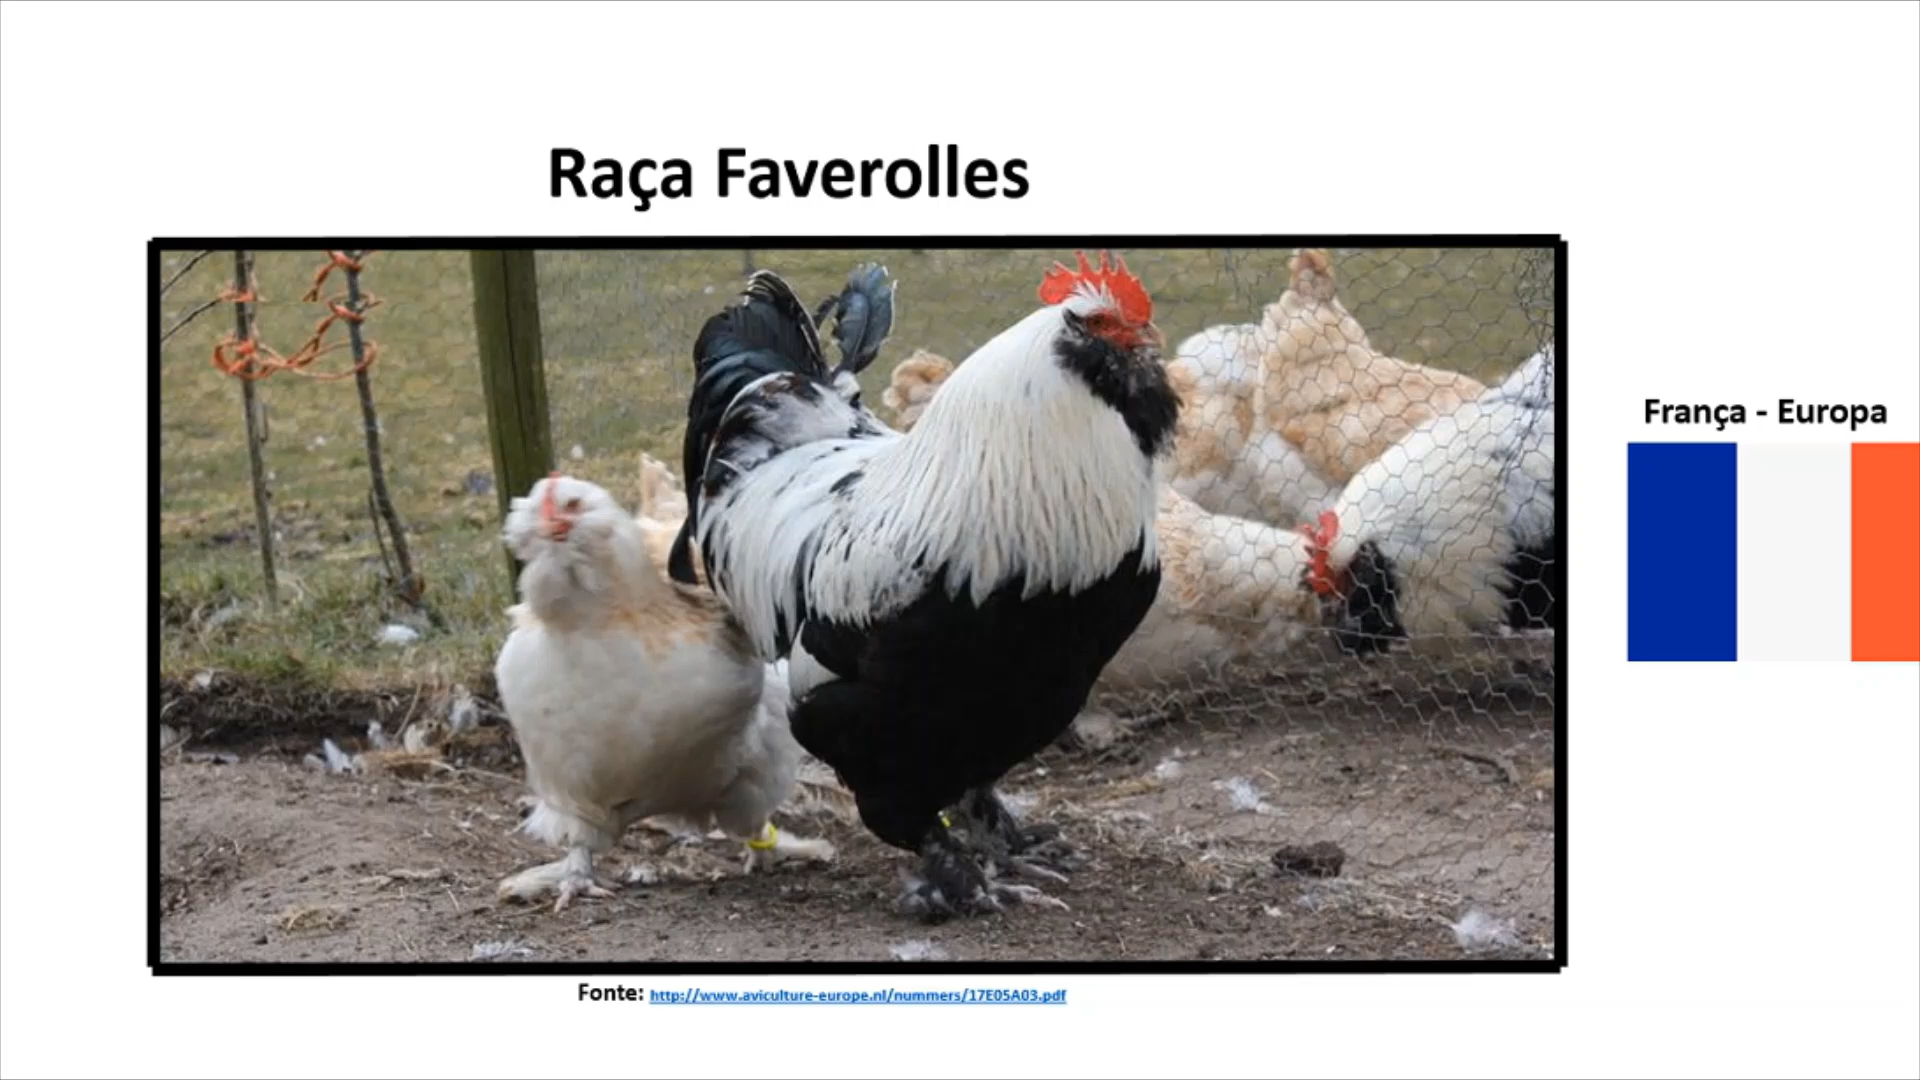 Raça Faverolles
França - Europa
Fonte: http://www.aviculture-europe.nl/nummers/17E05A03.pdf